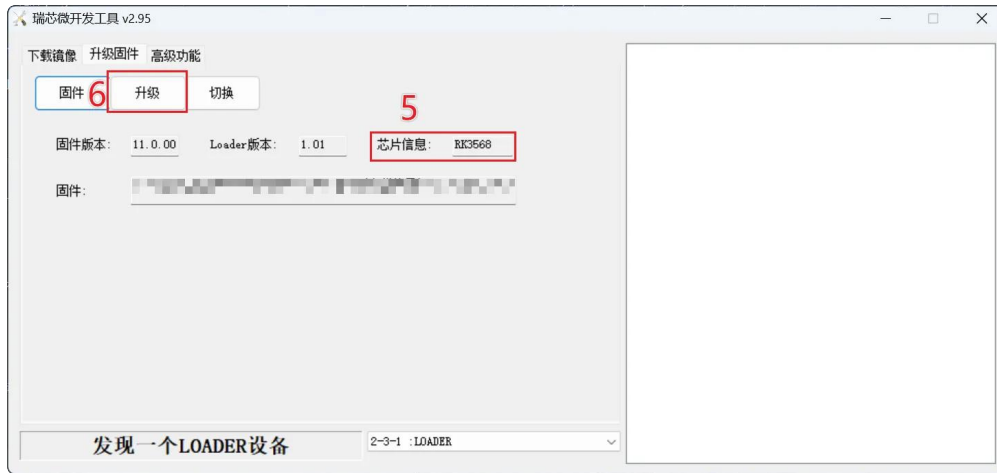 瑞芯微开发工具 v2.95
下载镜像 升级固件 高级功能
固件 6 升级 切换
5
固件版本: 11.0.00 Loader版本: 1.01 芯片信息: RK3568
固件:
发现一个LOADER设备 2-3-1 :LOADER